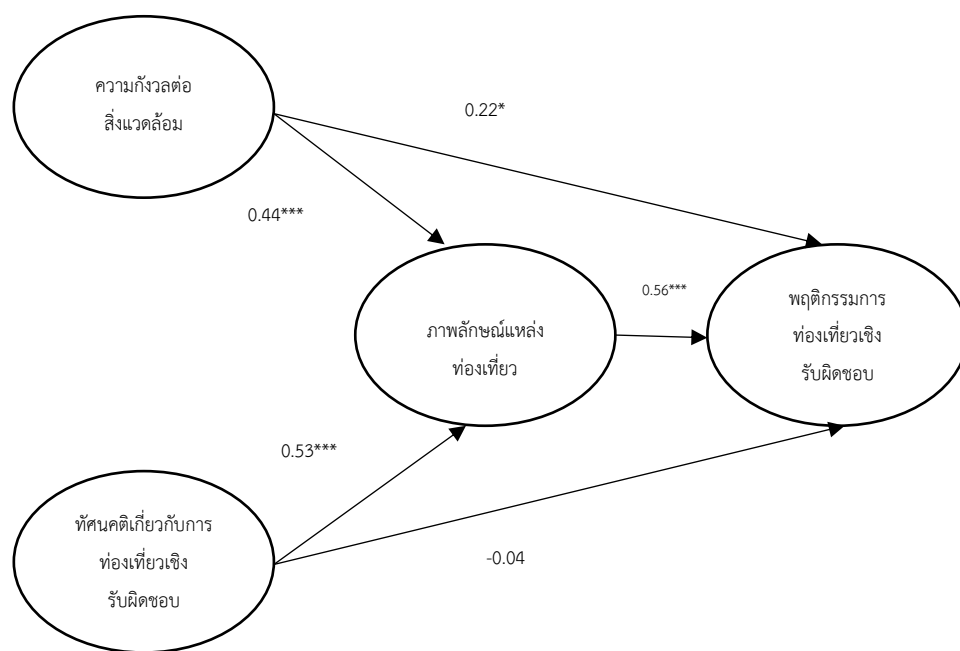 ความกังวลต่อ
สิ่งแวดล้อม
0.22*
0.44***
0.56***
ภาพลักษณ์แหล่ง
ท่องเที่ยว
พฤติกรรมการ
ท่องเที่ยวเชิง
รับผิดชอบ
0.53***
ทัศนคติเกี่ยวกับการ
ท่องเที่ยวเชิง
รับผิดชอบ
-0.04